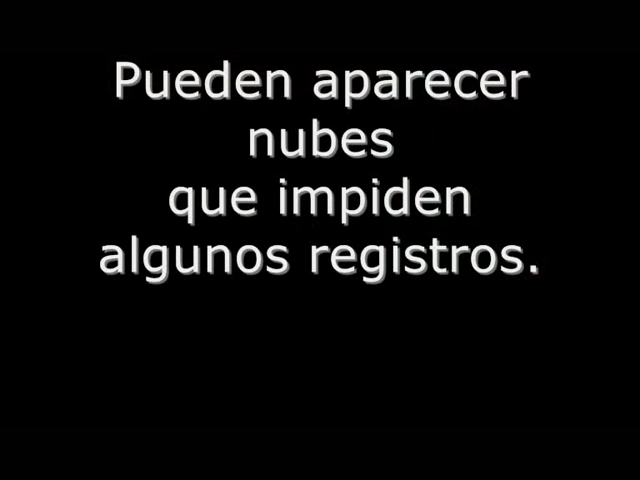 Pueden aparecer
nubes
que impiden
algunos registros.